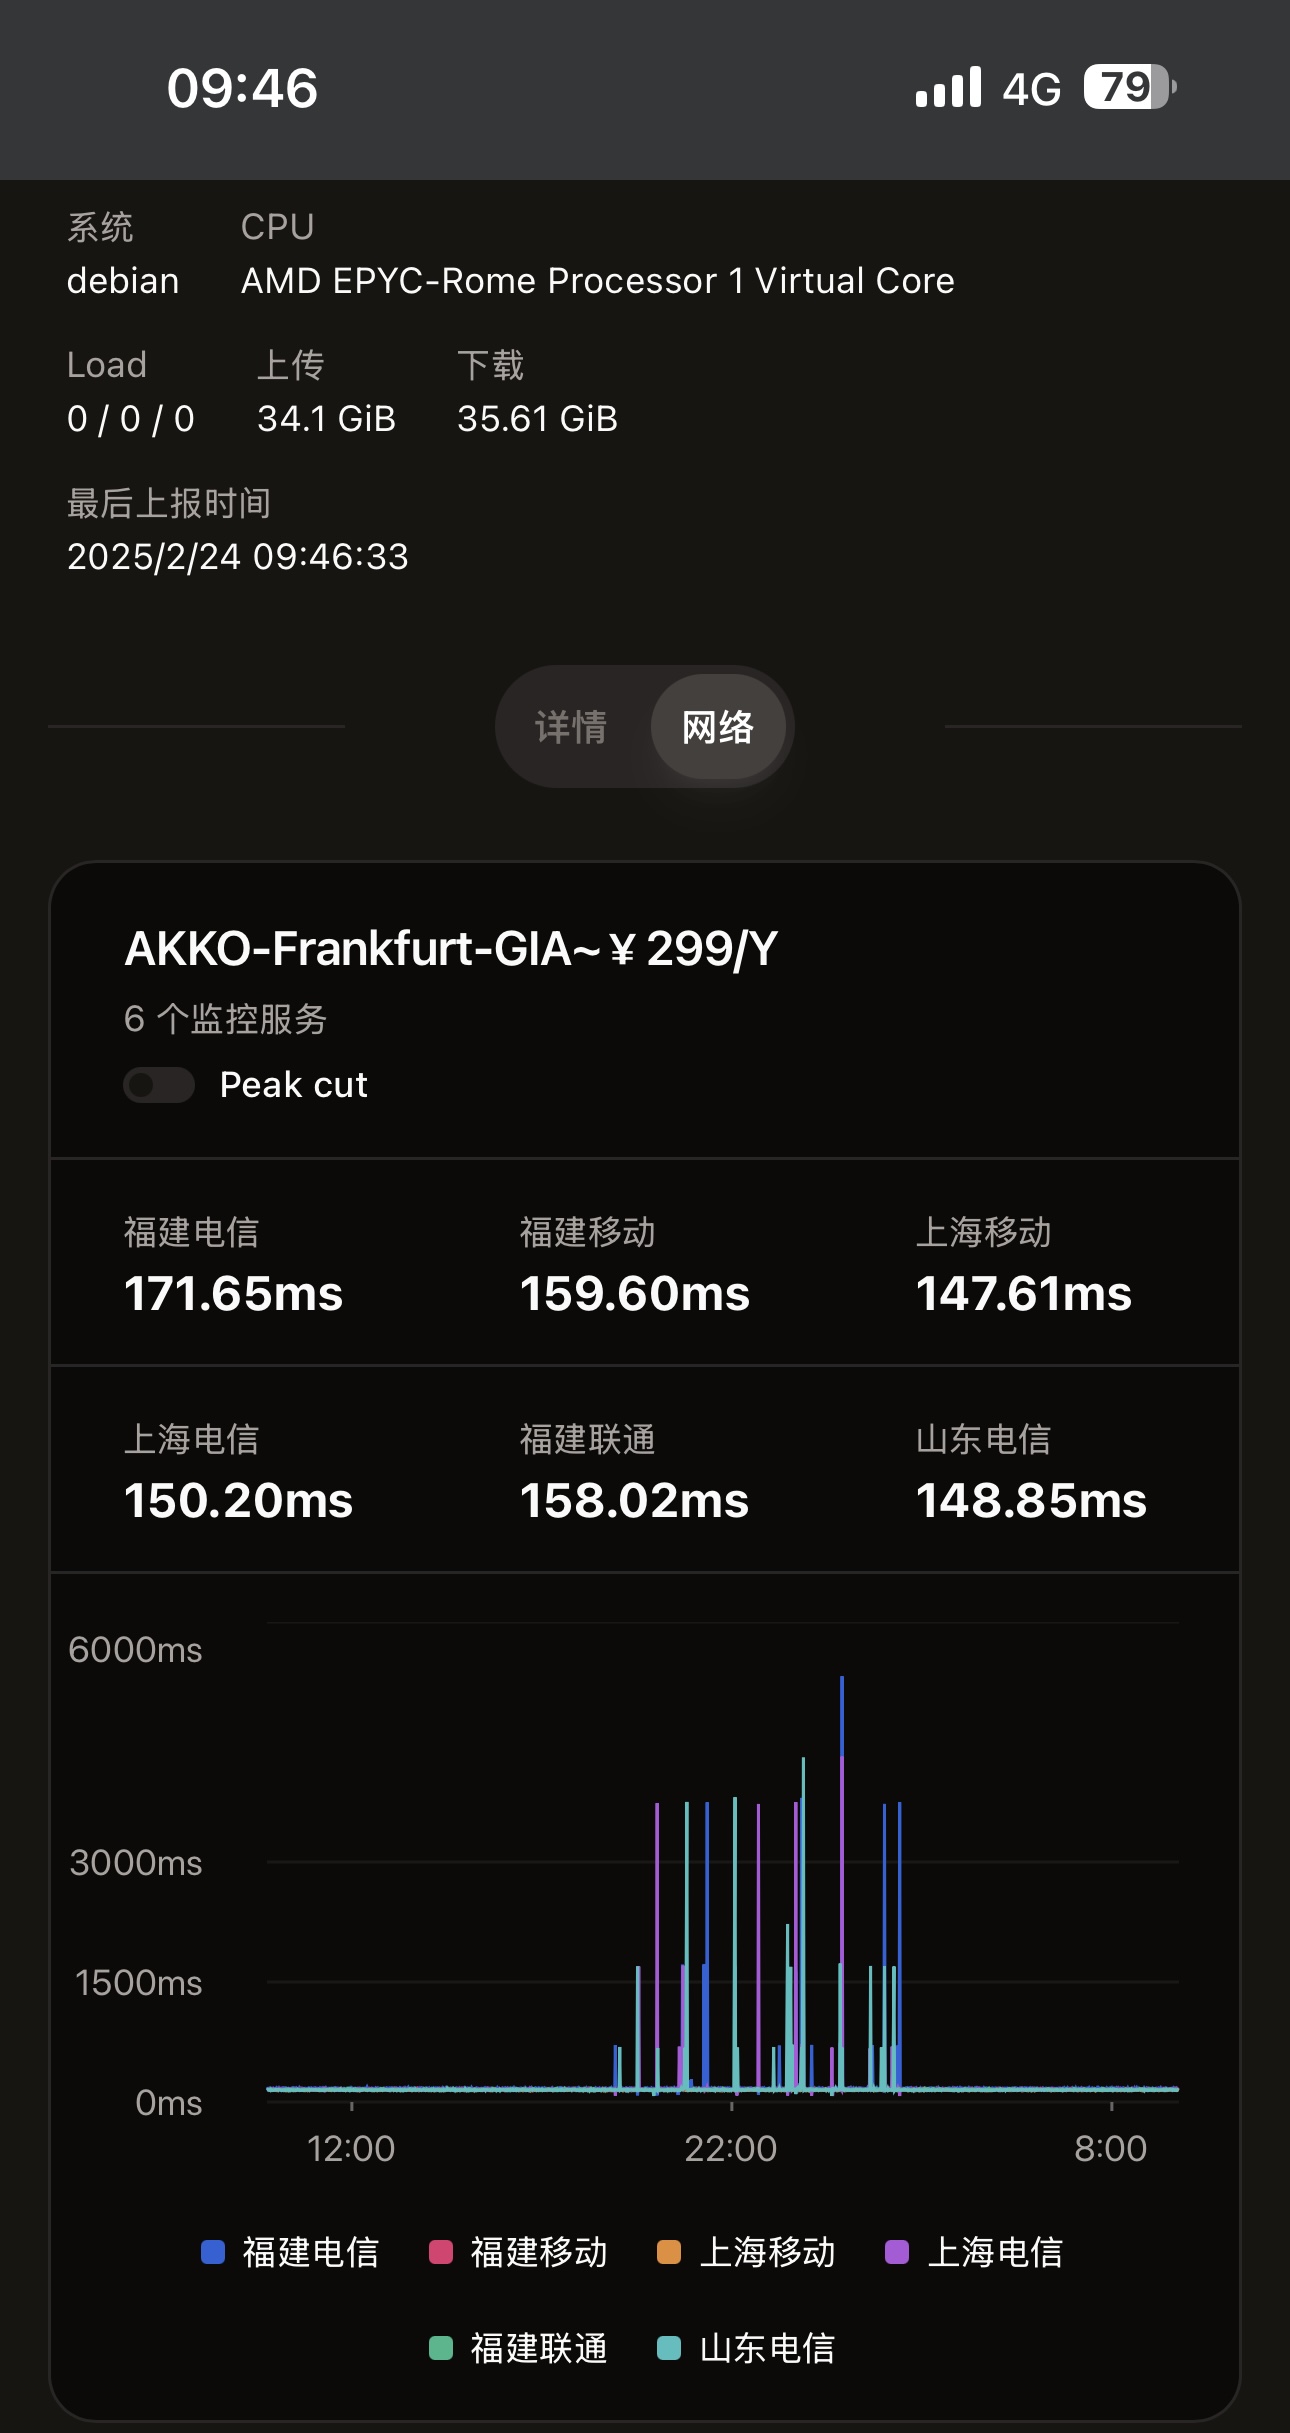 09:46 4G 79
系统 CPU
debian AMD EPYC-Rome Processor 1 Virtual Core
Load 上传 下载
0 / 0 / 0 34.1 GiB 35.61 GiB
最后上报时间
2025/2/24 09:46:33
详情 网络
AKKO-Frankfurt-GIA~￥299/Y
6 个监控服务
Peak cut
福建电信 福建移动 上海移动
171.65ms 159.60ms 147.61ms
上海电信 福建联通 山东电信
150.20ms 158.02ms 148.85ms
6000ms
3000ms
1500ms
0ms
12:00 22:00 8:00
福建电信 福建移动 上海移动 上海电信
福建联通 山东电信